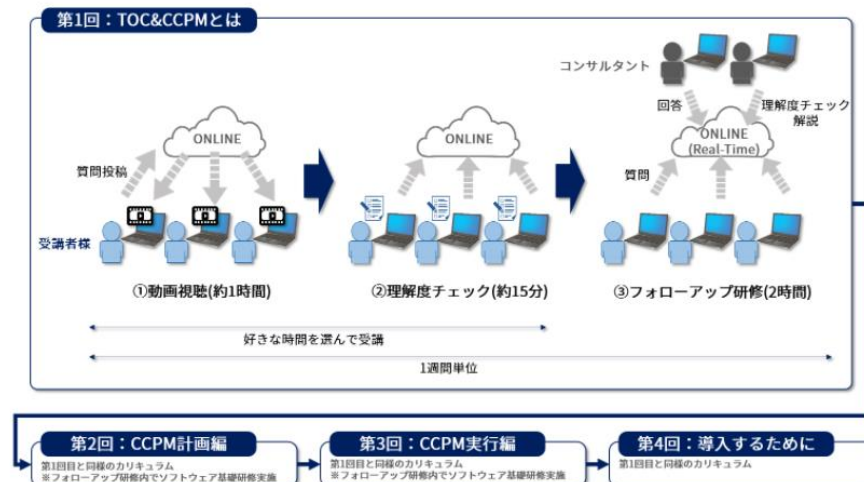 第1回：TOC&CCPMとは
コンサルタント
回答
理解度チェック
解説
ONLINE
ONLINE
ONLINE
(Real-Time)
質問投稿
質問
受講者様
①動画視聴(約1時間)
②理解度チェック(約15分)
③フォローアップ研修(2時間)
好きな時間を選んで受講
1週間単位
第2回：CCPM計画編
第1回目と同様のカリキュラム
※フォローアップ研修内でソフトウェア基礎研修実施
第3回：CCPM実行編
第1回目と同様のカリキュラム
※フォローアップ研修内でソフトウェア基礎研修実施
第4回：導入するために
第1回目と同様のカリキュラム